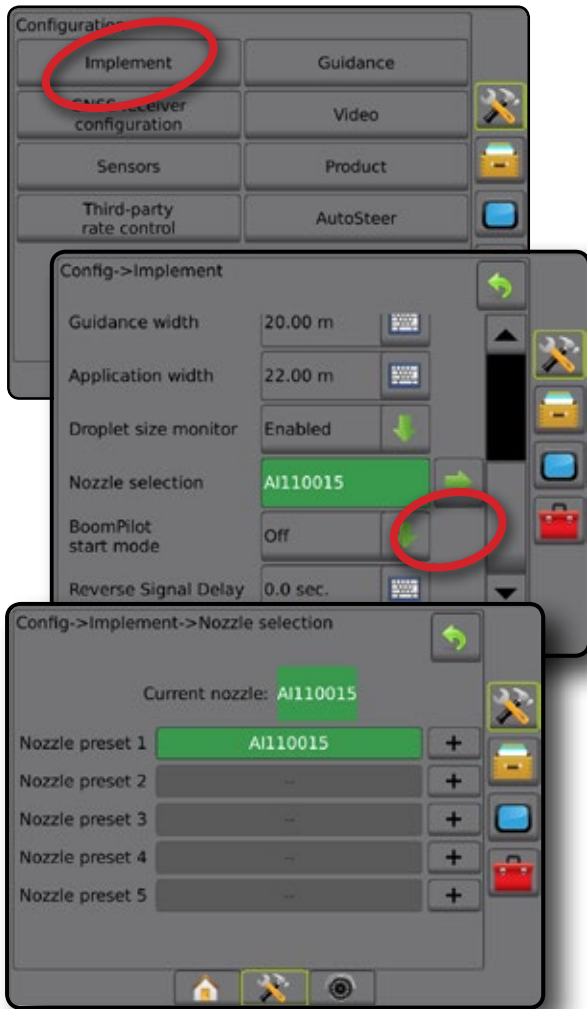 Configuration
Implement
Guidance
GNSS receiver
configuration
Video
Sensors
Product
Third-party
rate control
AutoSteer
Config->Implement
Guidance width
20.00 m
Application width
22.00 m
Droplet size monitor
Enabled
Nozzle selection
AI110015
BoomPilot
start mode
Off
Reverse Signal Delay
0.0 sec.
Config->Implement->Nozzle selection
Current nozzle: AI110015
Nozzle preset 1
AI110015
+
Nozzle preset 2
--
+
Nozzle preset 3
--
+
Nozzle preset 4
--
+
Nozzle preset 5
--
+